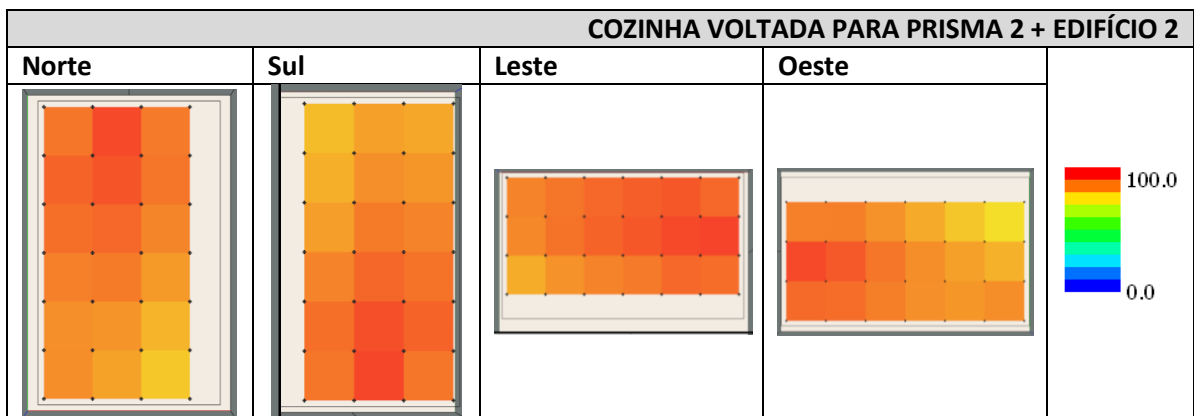 COZINHA VOLTADA PARA PRISMA 2 + EDIFÍCIO 2
Norte Sul Leste Oeste
100.0
0.0